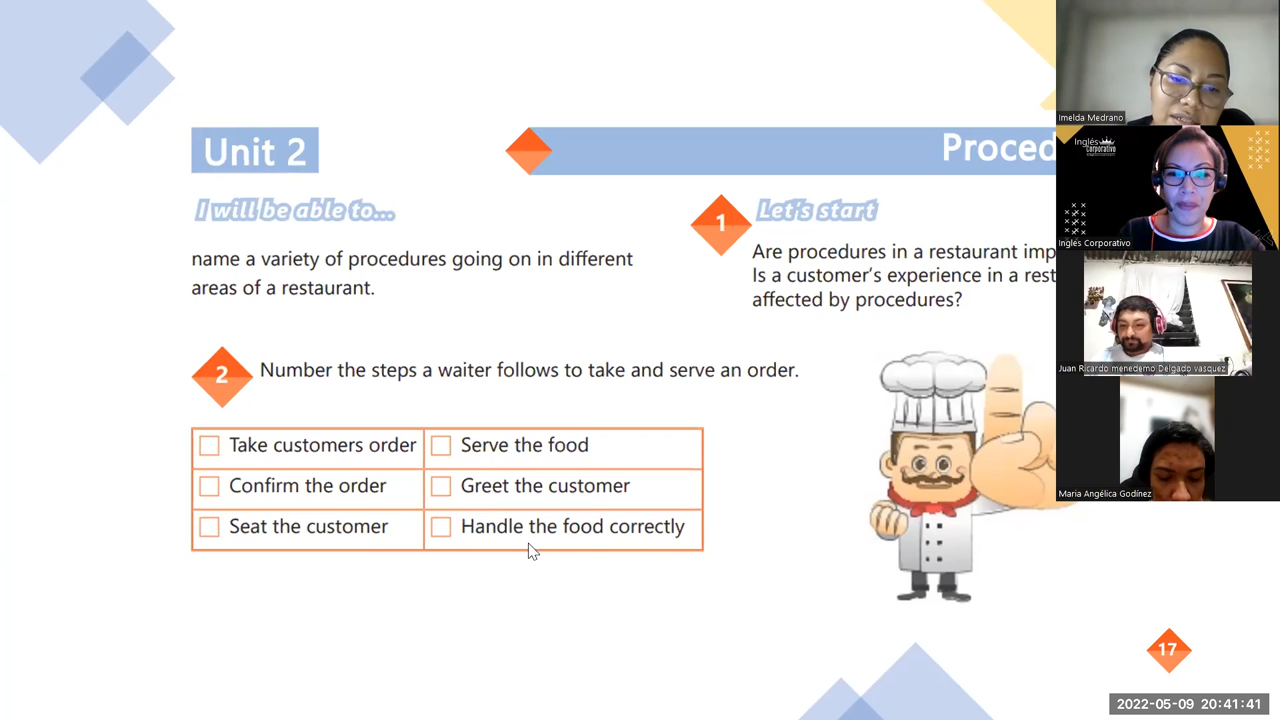 Unit 2
Proced
I will be able to...
name a variety of procedures going on in different
areas of a restaurant.
1
Let's start
Are procedures in a restaurant imp
Is a customer's experience in a rest
affected by procedures?
2
Number the steps a waiter follows to take and serve an order.
Take customers order
Serve the food
Confirm the order
Greet the customer
Seat the customer
Handle the food correctly
17
Imelda Medrano
Inglés
Corporativo
Inglés Corporativo
Juan Ricardo menedemo Delgado vasquez
Maria Angélica Godínez
2022-05-09 20:41:41